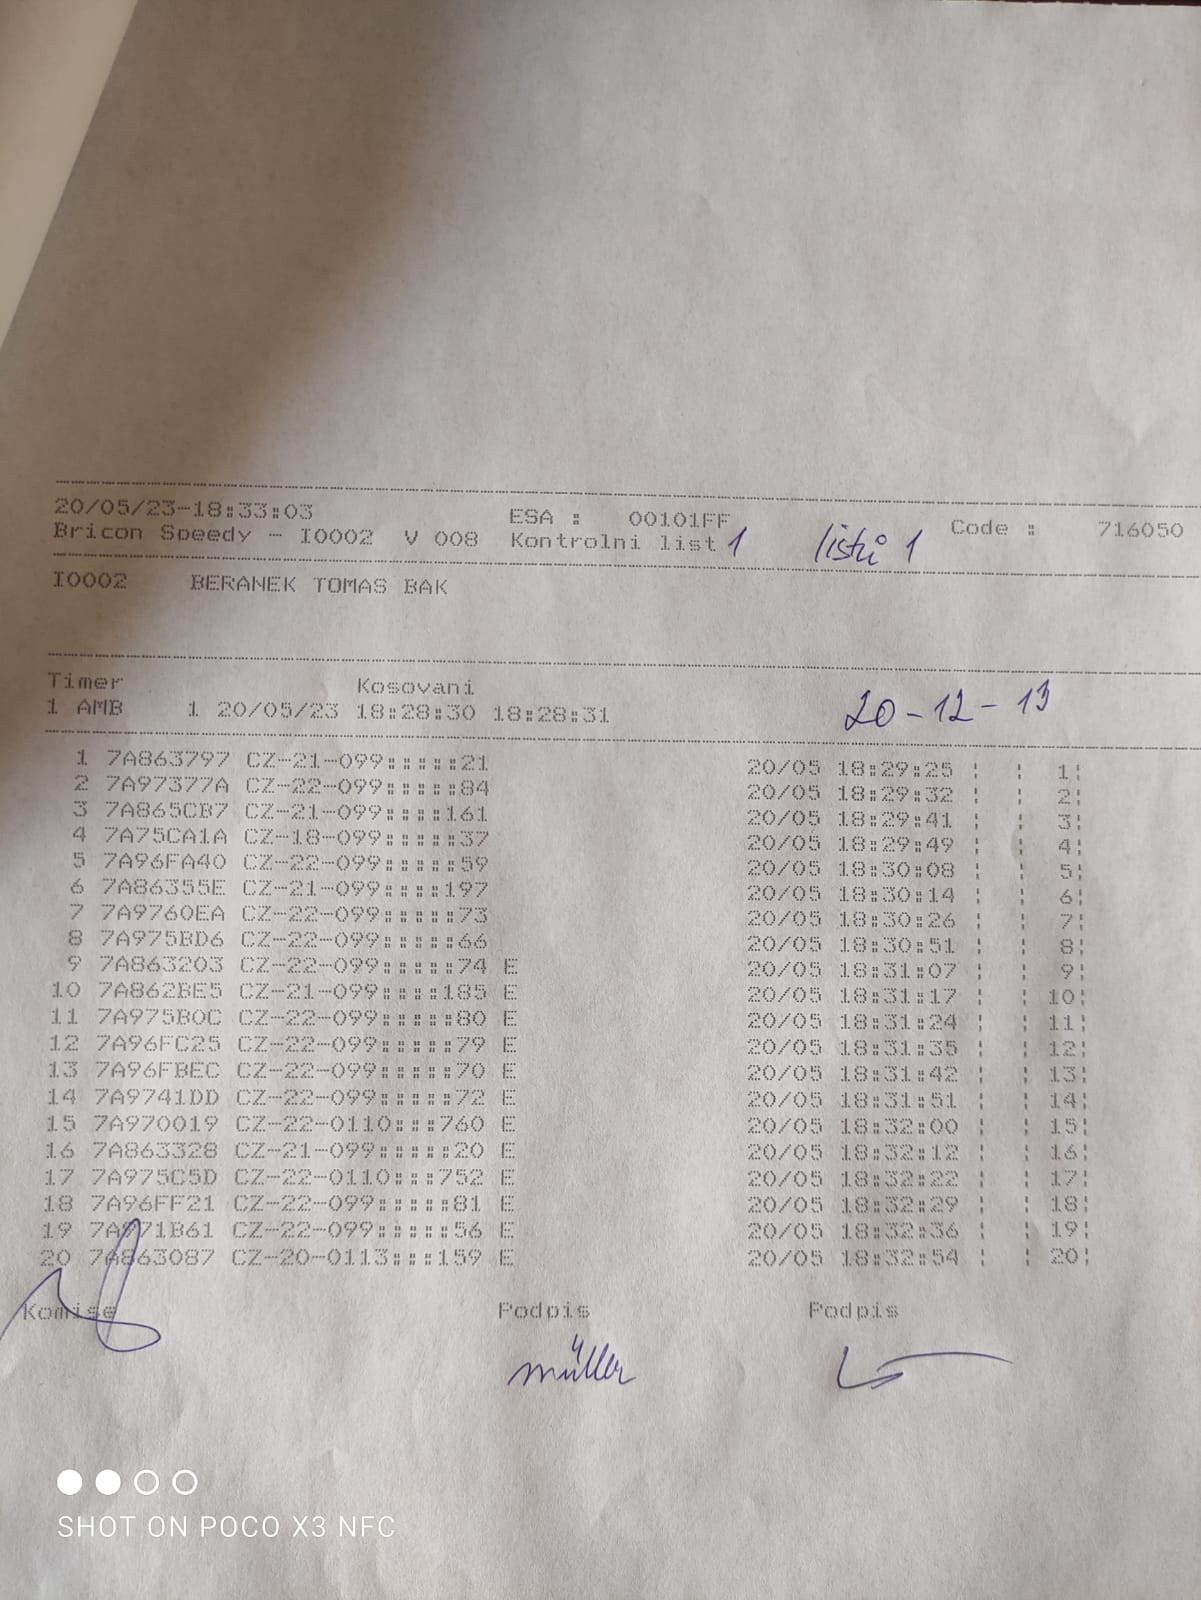 20/05/23-18:33:03 ESA : 00101FF Code : 716050
Bricon Speedy - I0002 V 008 Kontrolni list 1 listů 1
I0002 BERANEK TOMAS BAK
Timer Kosovani
1 AMB 1 20/05/23 18:28:30 18:28:31 20-12-13
1 7A863797 CZ-21-099:::::21 20/05 18:29:25 ¦ ¦ 1¦
2 7A97377A CZ-22-099:::::84 20/05 18:29:32 ¦ ¦ 2¦
3 7A865CB7 CZ-21-099::::161 20/05 18:29:41 ¦ ¦ 3¦
4 7A75CA1A CZ-18-099:::::37 20/05 18:29:49 ¦ ¦ 4¦
5 7A96FA40 CZ-22-099:::::59 20/05 18:30:08 ¦ ¦ 5¦
6 7A86355E CZ-21-099::::197 20/05 18:30:14 ¦ ¦ 6¦
7 7A9760EA CZ-22-099:::::73 20/05 18:30:26 ¦ ¦ 7¦
8 7A975BD6 CZ-22-099:::::66 20/05 18:30:51 ¦ ¦ 8¦
9 7A863203 CZ-22-099:::::74 E 20/05 18:31:07 ¦ ¦ 9¦
10 7A862BE5 CZ-21-099::::185 E 20/05 18:31:17 ¦ ¦ 10¦
11 7A975B0C CZ-22-099:::::80 E 20/05 18:31:24 ¦ ¦ 11¦
12 7A96FC25 CZ-22-099:::::79 E 20/05 18:31:35 ¦ ¦ 12¦
13 7A96FBEC CZ-22-099:::::70 E 20/05 18:31:42 ¦ ¦ 13¦
14 7A9741DD CZ-22-099:::::72 E 20/05 18:31:51 ¦ ¦ 14¦
15 7A970019 CZ-22-0110:::760 E 20/05 18:32:00 ¦ ¦ 15¦
16 7A863328 CZ-21-099:::::20 E 20/05 18:32:12 ¦ ¦ 16¦
17 7A975C5D CZ-22-0110:::752 E 20/05 18:32:22 ¦ ¦ 17¦
18 7A96FF21 CZ-22-099:::::81 E 20/05 18:32:29 ¦ ¦ 18¦
19 7A971B61 CZ-22-099:::::56 E 20/05 18:32:36 ¦ ¦ 19¦
20 7A863087 CZ-20-0113:::159 E 20/05 18:32:54 ¦ ¦ 20¦
Komise Podpis Podpis
müller
SHOT ON POCO X3 NFC